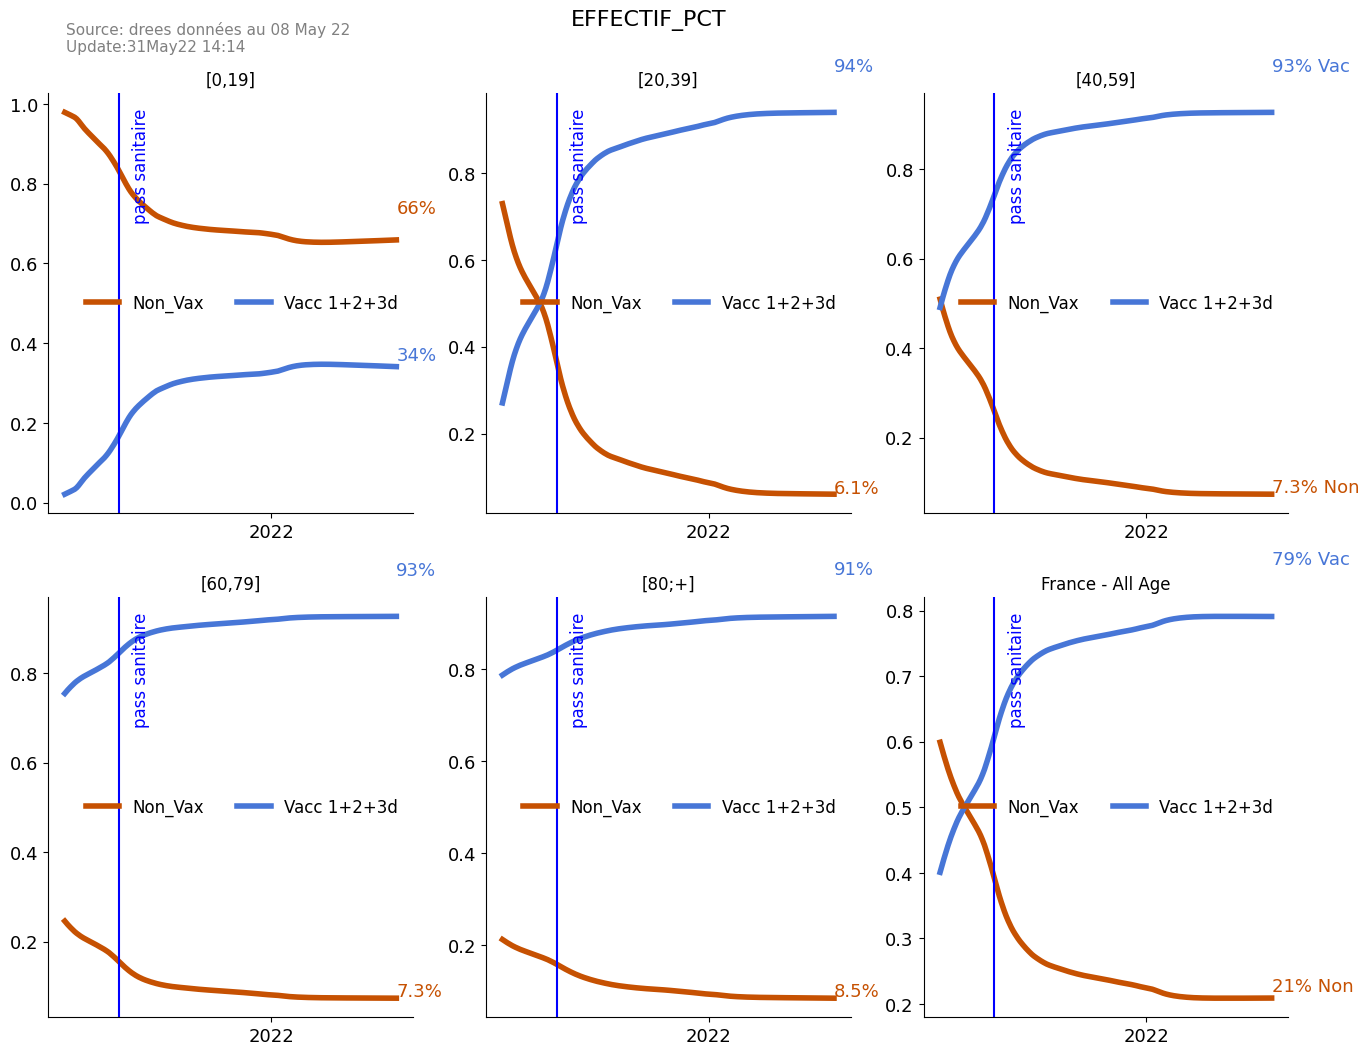 EFFECTIF_PCT
Source: drees données au 08 May 22
Update:31May22 14:14
[0,19]
1.0
0.8
0.6
0.4
0.2
0.0
pass sanitaire
66%
Non_Vax
Vacc 1+2+3d
34%
2022
94%
[20,39]
0.8
0.6
0.4
0.2
pass sanitaire
Non_Vax
Vacc 1+2+3d
6.1%
2022
93% Vac
[40,59]
0.8
0.6
0.4
0.2
pass sanitaire
Non_Vax
Vacc 1+2+3d
7.3% Non
2022
93%
[60,79]
0.8
0.6
0.4
0.2
pass sanitaire
Non_Vax
Vacc 1+2+3d
7.3%
2022
91%
[80;+]
0.8
0.6
0.4
0.2
pass sanitaire
Non_Vax
Vacc 1+2+3d
8.5%
2022
79% Vac
France - All Age
0.8
0.7
0.6
0.5
0.4
0.3
0.2
pass sanitaire
Non_Vax
Vacc 1+2+3d
21% Non
2022